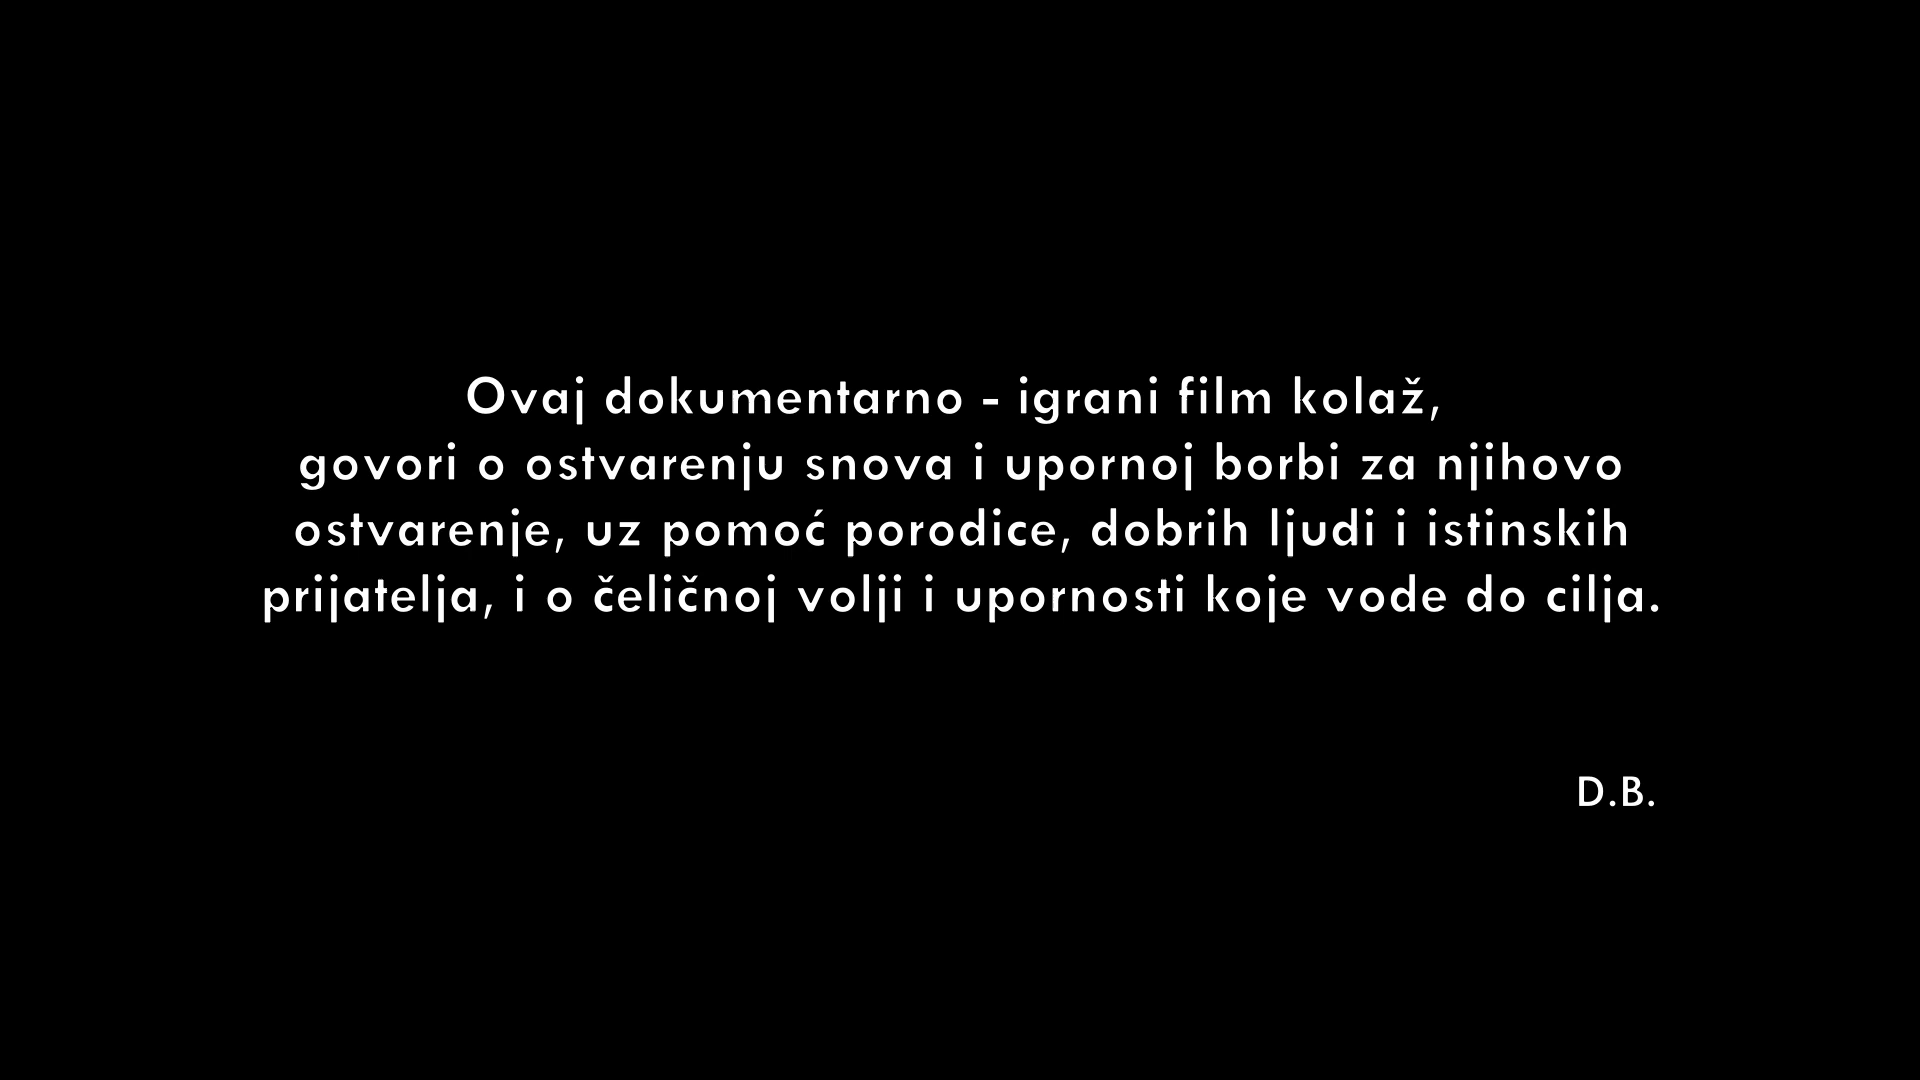 Ovaj dokumentarno - igrani film kolaž,
govori o ostvarenju snova i upornoj borbi za njihovo
ostvarenje, uz pomoć porodice, dobrih ljudi i istinskih
prijatelja, i o čeličnoj volji i upornosti koje vode do cilja.
D.B.